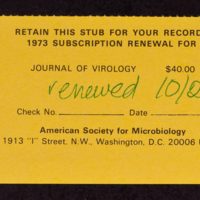 RETAIN THIS STUB FOR YOUR RECORD
1973 SUBSCRIPTION RENEWAL FOR
JOURNAL OF VIROLOGY $40.00
renewed 10/
Check No. Date
American Society for Microbiology
1913 "I" Street, N.W., Washington, D.C. 20006